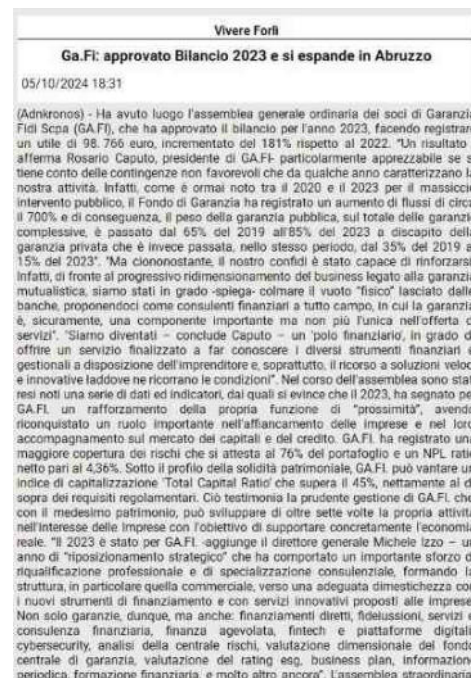 Vivere Forlì
Ga.Fi: approvato Bilancio 2023 e si espande in Abruzzo
05/10/2024 18:31
(Adnkronos) - Ha avuto luogo l'assemblea generale ordinaria dei soci di Garanzia
Fidi Scpa (GA.FI), che ha approvato il bilancio per l'anno 2023, facendo registrar
un utile di 98. 766 euro, incremento del 181% rispetto al 2022. "Un risultato
afferma Rosario Caputo, presidente di GA.FI- particolarmente apprezzabile se s
tiene conto delle contingenze non favorevoli che da qualche anno caratterizzano la
nostra attività. Infatti, come è ormai noto tra il 2020 e il 2023 per il massicci
intervento pubblico, il Fondo di Garanzia ha registrato un aumento di flussi di circa
il 700% e di conseguenza, il peso della garanzia pubblica, sul totale delle garanzi
complessive, è passato dal 65% del 2019 all'85% del 2023 a discapito della
garanzia privata che è invece passata, nello stesso periodo, dal 35% del 2019 a
15% del 2023". "Ma ciononostante, il nostro confidi è stato capace di rinforzarsi
Infatti, di fronte al progressivo ridimensionamento del business legato alla garanzia
mutualistica, siamo stati in grado -spiega- colmare il vuoto "fisico" lasciato dalle
banche, proponendoci come consulenti finanziari a tutto campo, in cui la garanzia
è, sicuramente, una componente importante ma non più l'unica nell'offerta d
servizi". "Siamo diventati – conclude Caputo – un 'polo finanziario', in grado d
offrire un servizio finalizzato a far conoscere i diversi strumenti finanziari e
gestionali a disposizione dell'imprenditore e, soprattutto, il ricorso a soluzioni veloc
e innovative laddove ne ricorrano le condizioni". Nel corso dell'assemblea sono stat
resi noti una serie di dati ed indicatori, dai quali si evince che il 2023, ha segnato pe
GA.FI. un rafforzamento della propria funzione di "prossimità", avend
riconquistato un ruolo importante nell'affiancamento delle imprese e nel loro
accompagnamento sul mercato dei capitali e del credito. GA.FI. ha registrato una
maggiore copertura dei rischi che si attesta al 76% del portafoglio e un NPL ratio
netto pari al 4,36%. Sotto il profilo della solidità patrimoniale, GA.FI. può vantare un
indice di capitalizzazione 'Total Capital Ratio' che supera il 45%, nettamente al d
sopra dei requisiti regolamentari. Ciò testimonia la prudente gestione di GA.FI. che
con il medesimo patrimonio, può sviluppare di oltre sette volte la propria attività
nell'interesse delle Imprese con l'obiettivo di supportare concretamente l'economia
reale. "Il 2023 è stato per GA.FI. -aggiunge il direttore generale Michele Izzo – un
anno di "riposizionamento strategico" che ha comportato un importante sforzo d
riqualificazione professionale e di specializzazione consulenziale, formando la
struttura, in particolare quella commerciale, verso una adeguata dimestichezza con
i nuovi strumenti di finanziamento e con servizi innovativi proposti alle imprese
Non solo garanzie, dunque, ma anche: finanziamenti diretti, fideiussioni, servizi e
consulenza finanziaria, finanza agevolata, fintech e piattaforme digitali
cybersecurity, analisi della centrale rischi, valutazione dimensionale del fondo
centrale di garanzia, valutazione del rating esg, business plan, informazion
periodica, formazione finanziaria, e molto altro ancora". L'assemblea straordinaria